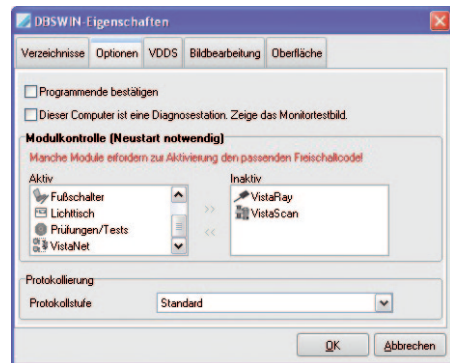 DBSWIN-Eigenschaften
Verzeichnisse Optionen VDDS Bildbearbeitung Oberfläche
Programmende bestätigen
Dieser Computer ist eine Diagnosestation. Zeige das Monitortestbild.
Modulkontrolle (Neustart notwendig)
Manche Module erfordern zur Aktivierung den passenden Freischaltcode!
Aktiv Inaktiv
Fußschalter >> VistaRay
Lichttisch << VistaScan
Prüfungen/Tests
VistaNet
Protokollierung
Protokollstufe Standard
OK Abbrechen